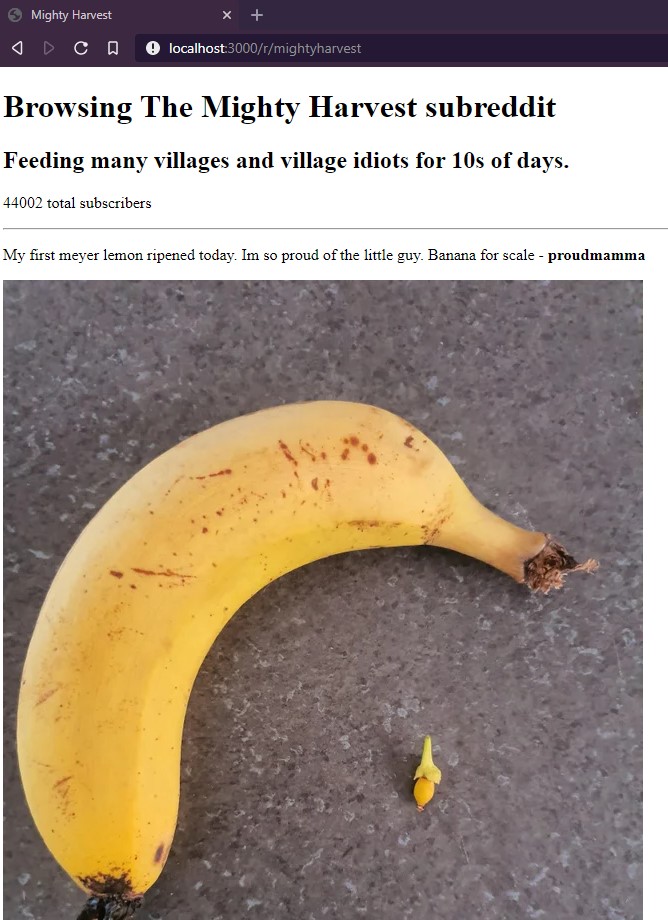 Mighty Harvest
localhost:3000/r/mightyharvest
Browsing The Mighty Harvest subreddit
Feeding many villages and village idiots for 10s of days.
44002 total subscribers
My first meyer lemon ripened today. Im so proud of the little guy. Banana for scale - proudmamma